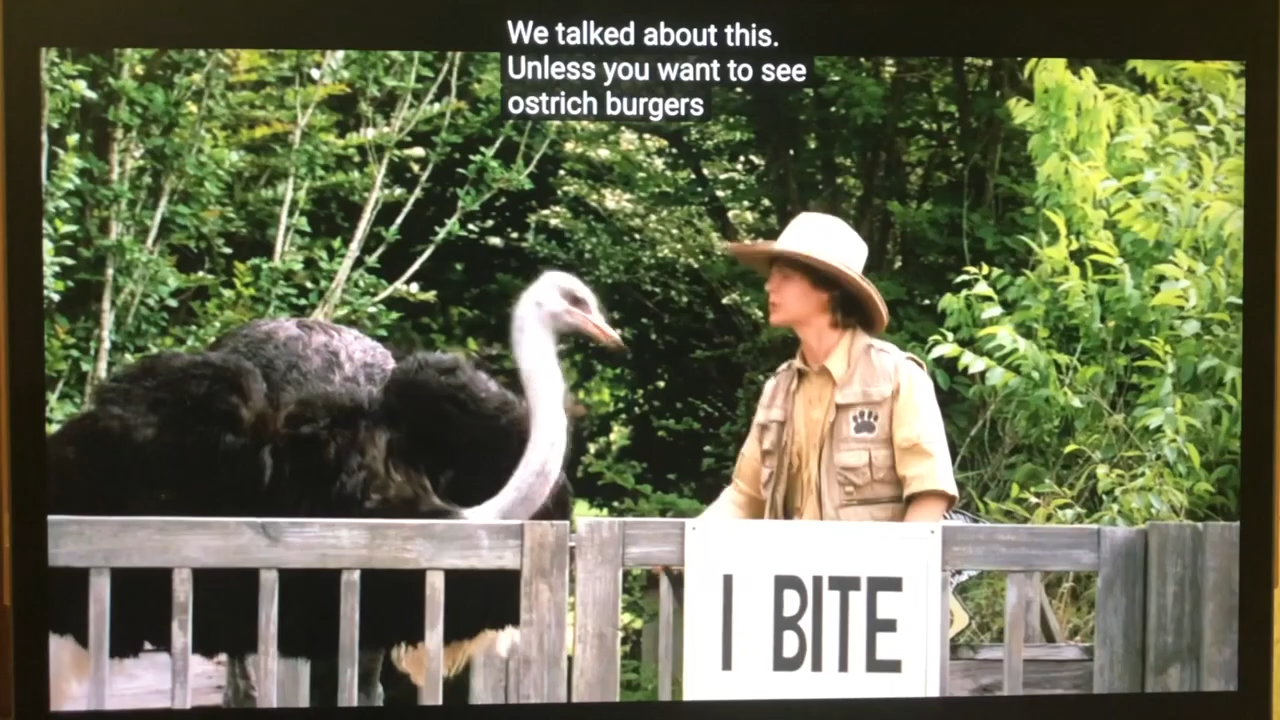 We talked about this.
Unless you want to see
ostrich burgers
I BITE